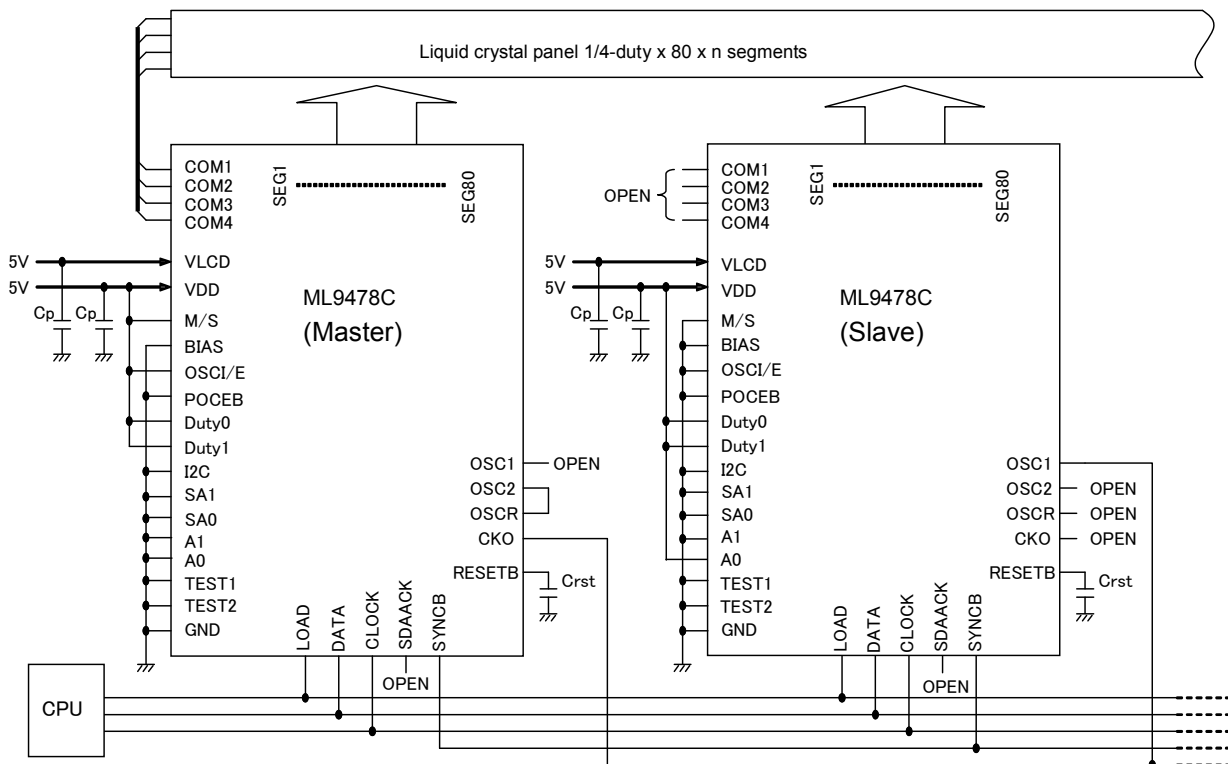 Liquid crystal panel 1/4-duty x 80 x n segments
COM1
COM2
COM3
COM4
SEG1
SEG80
5V
VLCD
5V
VDD
Cp
Cp
ML9478C
(Master)
M/S
BIAS
OSCI/E
POCEB
Duty0
Duty1
I2C
SA1
SA0
A1
A0
TEST1
TEST2
GND
OSC1
OPEN
OSC2
OSCR
CKO
RESETB
Crst
LOAD
DATA
CLOCK
SDAACK
SYNCB
OPEN
OPEN
COM1
COM2
COM3
COM4
SEG1
SEG80
5V
VLCD
5V
VDD
Cp
Cp
ML9478C
(Slave)
M/S
BIAS
OSCI/E
POCEB
Duty0
Duty1
I2C
SA1
SA0
A1
A0
TEST1
TEST2
GND
OSC1
OSC2
OPEN
OSCR
OPEN
CKO
OPEN
RESETB
Crst
LOAD
DATA
CLOCK
SDAACK
SYNCB
OPEN
CPU